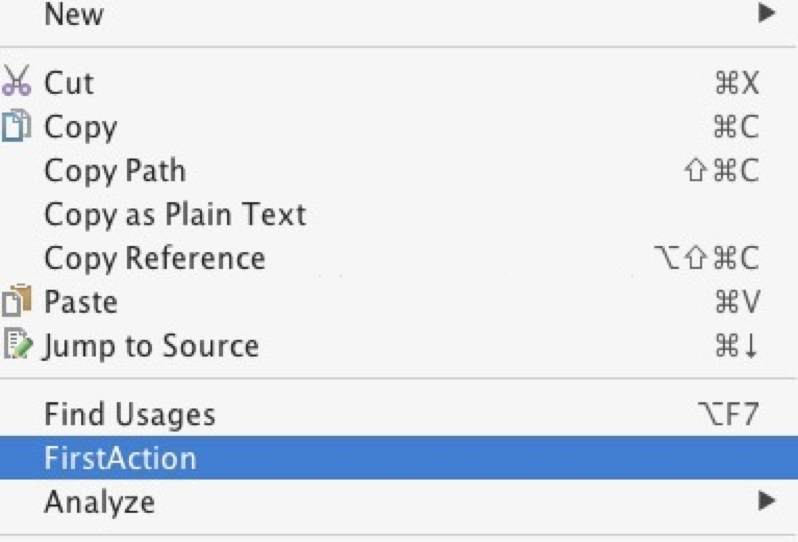 New ▶
Cut ⌘X
Copy ⌘C
Copy Path ⇧⌘C
Copy as Plain Text
Copy Reference ⌥⇧⌘C
Paste ⌘V
Jump to Source ⌘↓
Find Usages ⌥F7
FirstAction
Analyze ▶